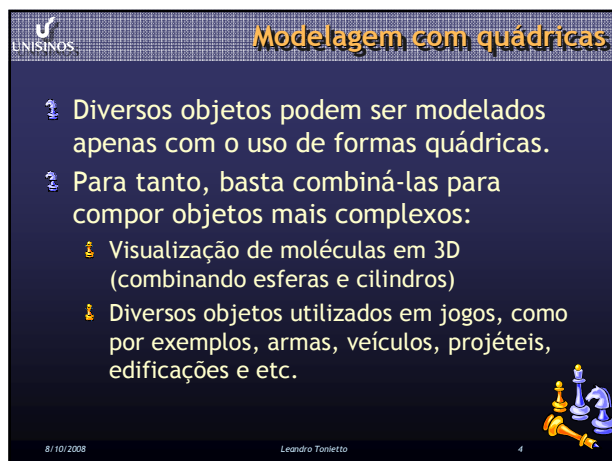 UNISINOS
Modelagem com quádricas
Diversos objetos podem ser modelados
apenas com o uso de formas quádricas.
Para tanto, basta combiná-las para
compor objetos mais complexos:
Visualização de moléculas em 3D
(combinando esferas e cilindros)
Diversos objetos utilizados em jogos, como
por exemplos, armas, veículos, projéteis,
edificações e etc.
8/10/2008
Leandro Tonietto
4